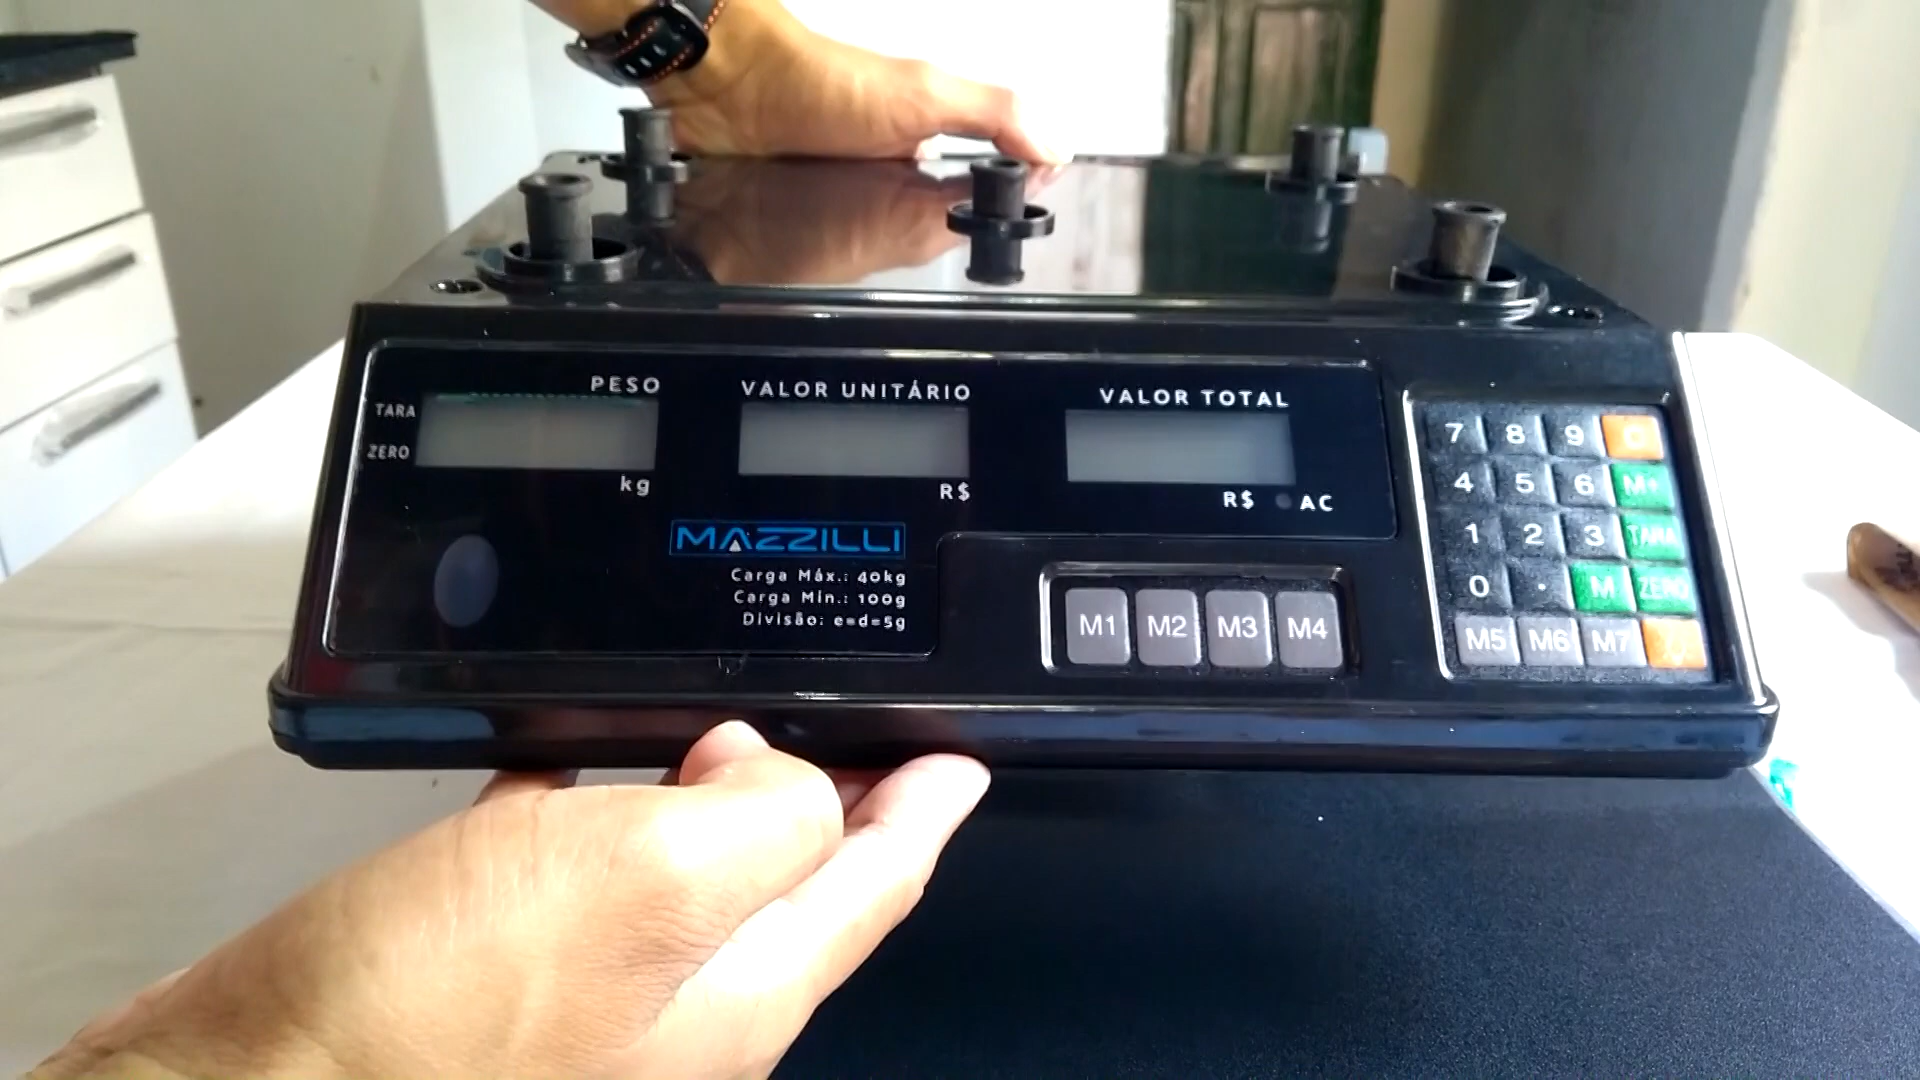 PESO
VALOR UNITÁRIO
VALOR TOTAL
TARA
ZERO
kg
R$
R$ AC
MAZZILLI
Carga Máx.: 40kg
Carga Mín.: 100g
Divisão: e=d=5g
M1 M2 M3 M4
7 8 9 C
4 5 6 M+
1 2 3 TARA
0 . M ZERO
M5 M6 M7